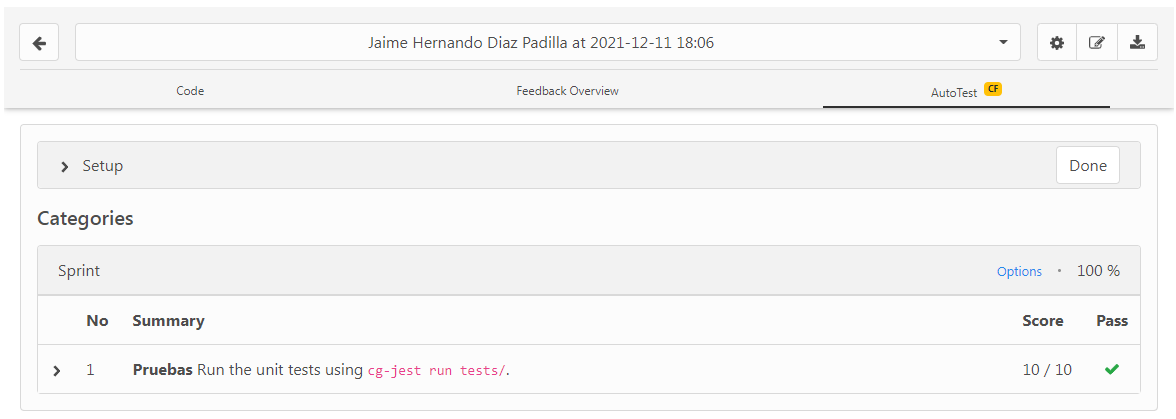 Jaime Hernando Diaz Padilla at 2021-12-11 18:06
Code Feedback Overview AutoTest CF
Setup Done
Categories
Sprint Options • 100 %
No Summary Score Pass
1 Pruebas Run the unit tests using cg-jest run tests/. 10 / 10